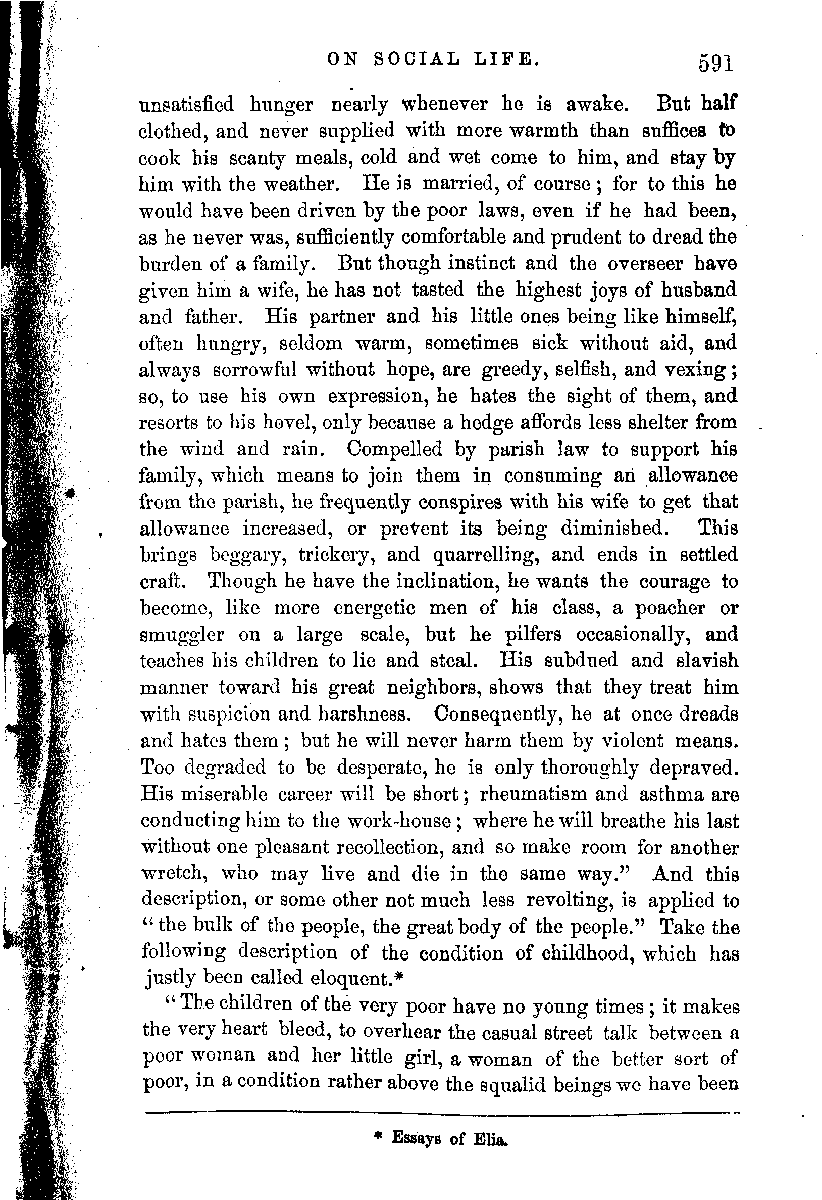 ON SOCIAL LIFE. 591
unsatisfied hunger nearly whenever he is awake. But half
clothed, and never supplied with more warmth than suffices to
cook his scanty meals, cold and wet come to him, and stay by
him with the weather. He is married, of course; for to this he
would have been driven by the poor laws, even if he had been,
as he never was, sufficiently comfortable and prudent to dread the
burden of a family. But though instinct and the overseer have
given him a wife, he has not tasted the highest joys of husband
and father. His partner and his little ones being like himself,
often hungry, seldom warm, sometimes sick without aid, and
always sorrowful without hope, are greedy, selfish, and vexing;
so, to use his own expression, he hates the sight of them, and
resorts to his hovel, only because a hedge affords less shelter from
the wind and rain. Compelled by parish law to support his
family, which means to join them in consuming an allowance
from the parish, he frequently conspires with his wife to get that
allowance increased, or prevent its being diminished. This
brings beggary, trickery, and quarrelling, and ends in settled
craft. Though he have the inclination, he wants the courage to
become, like more energetic men of his class, a poacher or
smuggler on a large scale, but he pilfers occasionally, and
teaches his children to lie and steal. His subdued and slavish
manner toward his great neighbors, shows that they treat him
with suspicion and harshness. Consequently, he at once dreads
and hates them; but he will never harm them by violent means.
Too degraded to be desperate, he is only thoroughly depraved.
His miserable career will be short; rheumatism and asthma are
conducting him to the work-house; where he will breathe his last
without one pleasant recollection, and so make room for another
wretch, who may live and die in the same way.” And this
description, or some other not much less revolting, is applied to
“the bulk of the people, the great body of the people.” Take the
following description of the condition of childhood, which has
justly been called eloquent.*
“The children of the very poor have no young times; it makes
the very heart bleed, to overhear the casual street talk between a
poor woman and her little girl, a woman of the better sort of
poor, in a condition rather above the squalid beings we have been
* Essays of Elia.